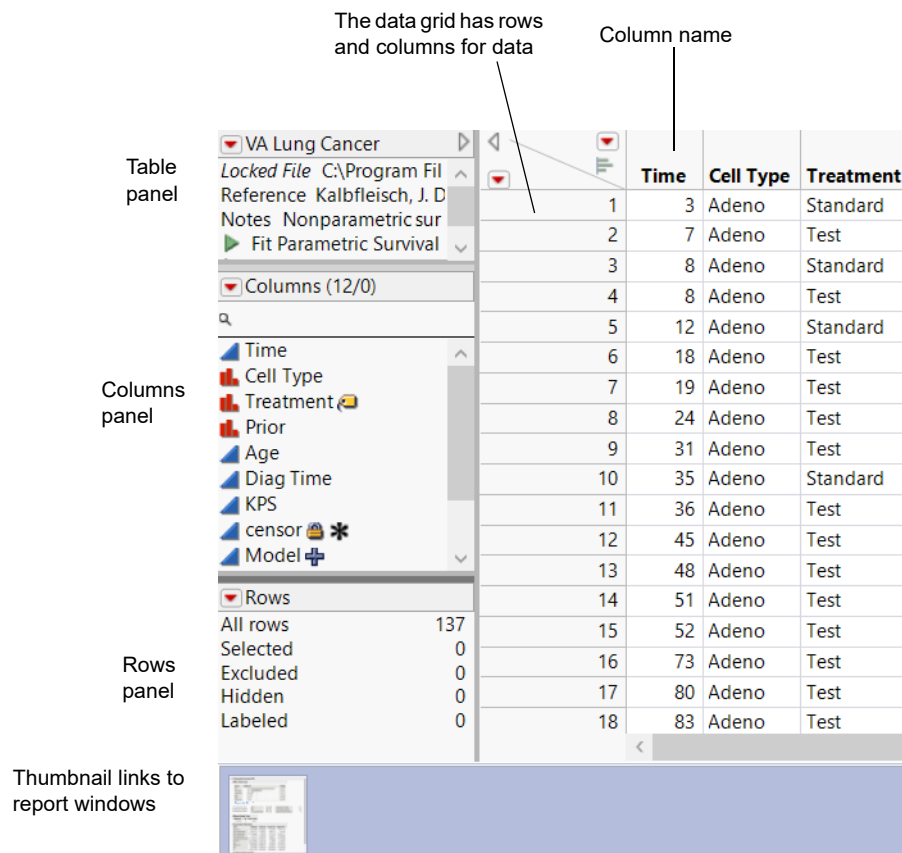 The data grid has rows
and columns for data
Column name
Table
panel
VA Lung Cancer
Locked File C:\Program Fil
Reference Kalbfleisch, J. D
Notes Nonparametric sur
Fit Parametric Survival
Columns
panel
Columns (12/0)
Time
Cell Type
Treatment
Prior
Age
Diag Time
KPS
censor
Model
Rows
panel
Rows
All rows 137
Selected 0
Excluded 0
Hidden 0
Labeled 0
Time Cell Type Treatment
1 3 Adeno Standard
2 7 Adeno Test
3 8 Adeno Standard
4 8 Adeno Test
5 12 Adeno Standard
6 18 Adeno Test
7 19 Adeno Test
8 24 Adeno Test
9 31 Adeno Test
10 35 Adeno Standard
11 36 Adeno Test
12 45 Adeno Test
13 48 Adeno Test
14 51 Adeno Test
15 52 Adeno Test
16 73 Adeno Test
17 80 Adeno Test
18 83 Adeno Test
Thumbnail links to
report windows